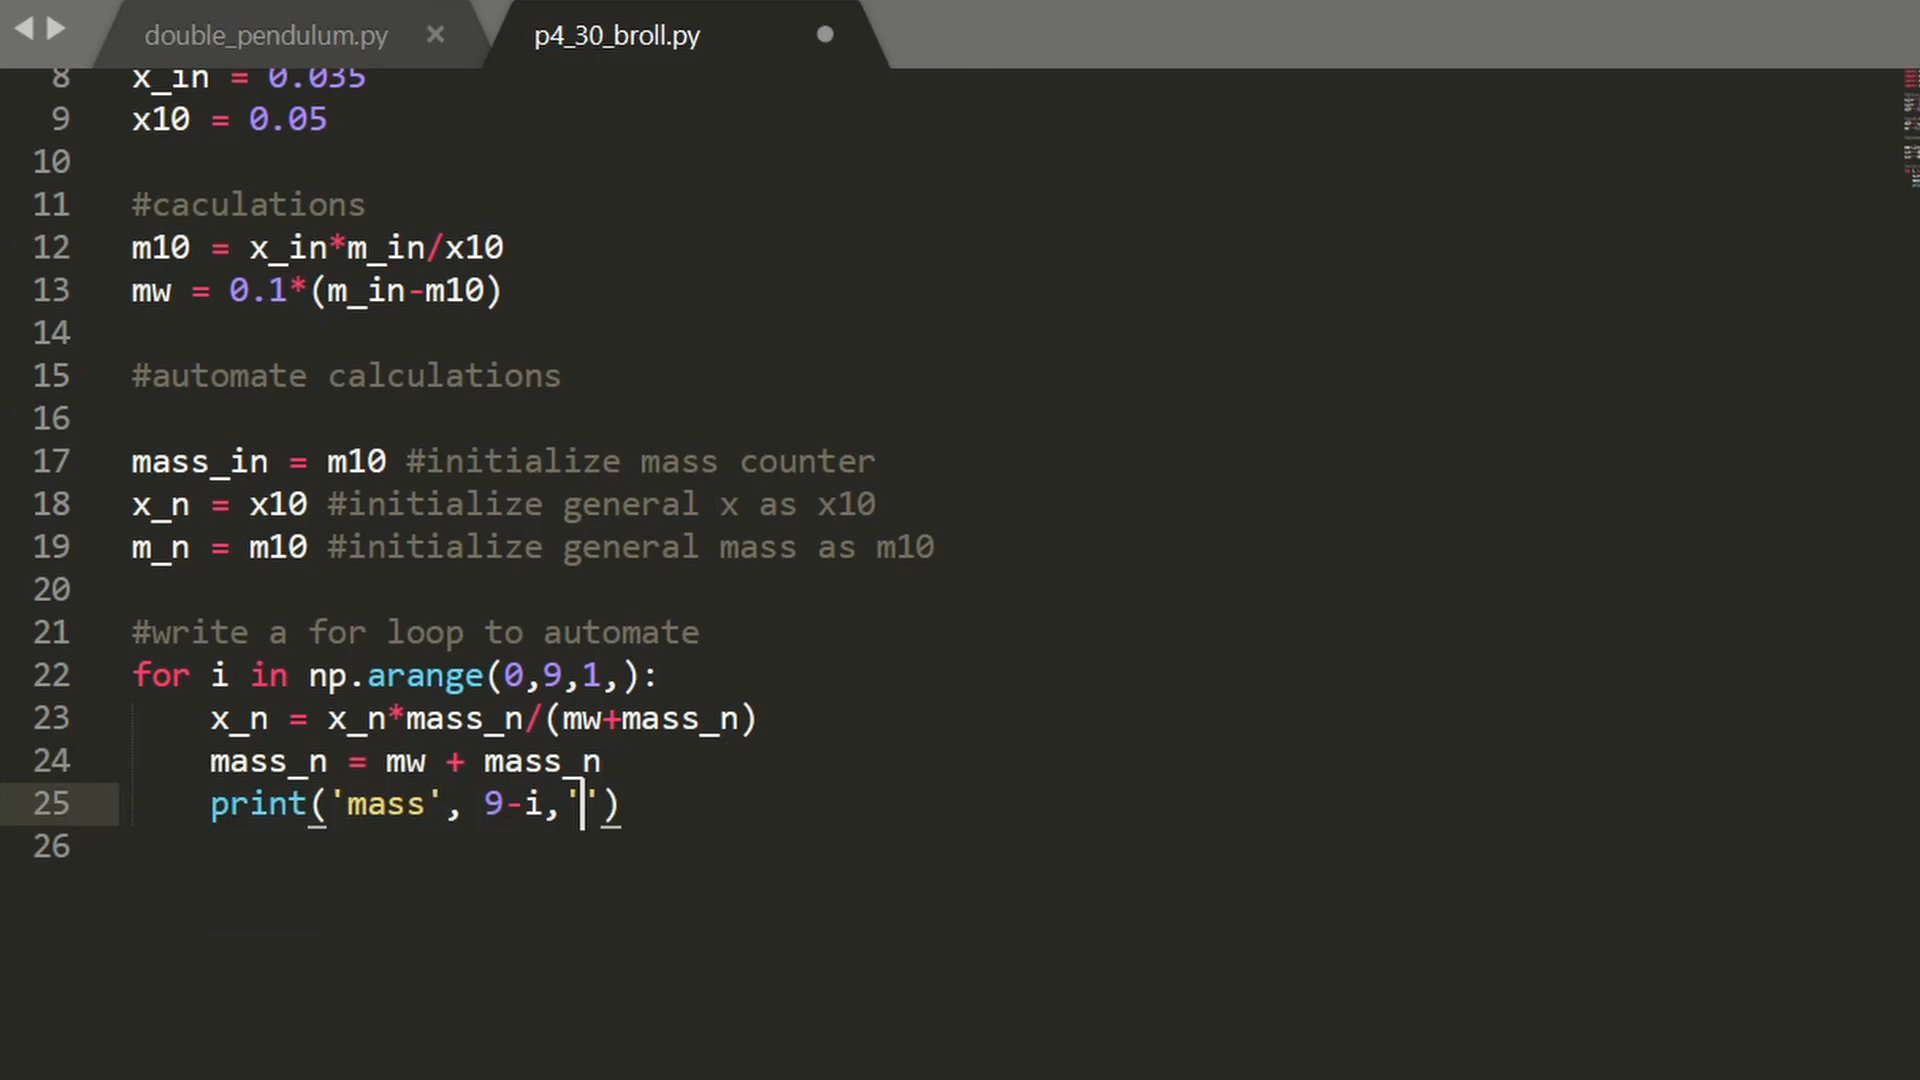 double_pendulum.py × p4_30_broll.py
8 x_in = 0.035
9 x10 = 0.05
10
11 #caculations
12 m10 = x_in*m_in/x10
13 mw = 0.1*(m_in-m10)
14
15 #automate calculations
16
17 mass_in = m10 #initialize mass counter
18 x_n = x10 #initialize general x as x10
19 m_n = m10 #initialize general mass as m10
20
21 #write a for loop to automate
22 for i in np.arange(0,9,1,):
23 x_n = x_n*mass_n/(mw+mass_n)
24 mass_n = mw + mass_n
25 print('mass', 9-i,'')
26